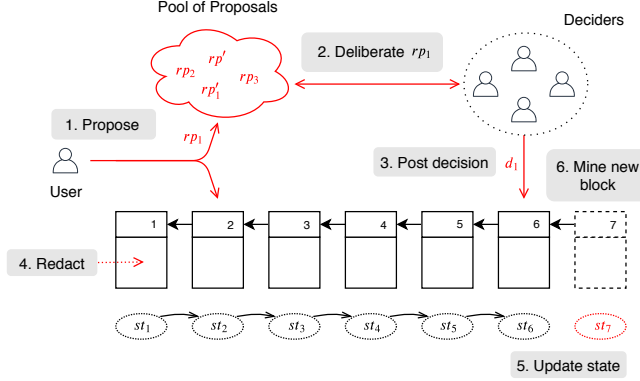 Pool of Proposals
Deciders
2. Deliberate rp₁
rp'
rp₂
rp₃
rp'₁
1. Propose
rp₁
User
3. Post decision
d₁
6. Mine new
block
1
2
3
4
5
6
7
4. Redact
st₁
st₂
st₃
st₄
st₅
st₆
st₇
5. Update state